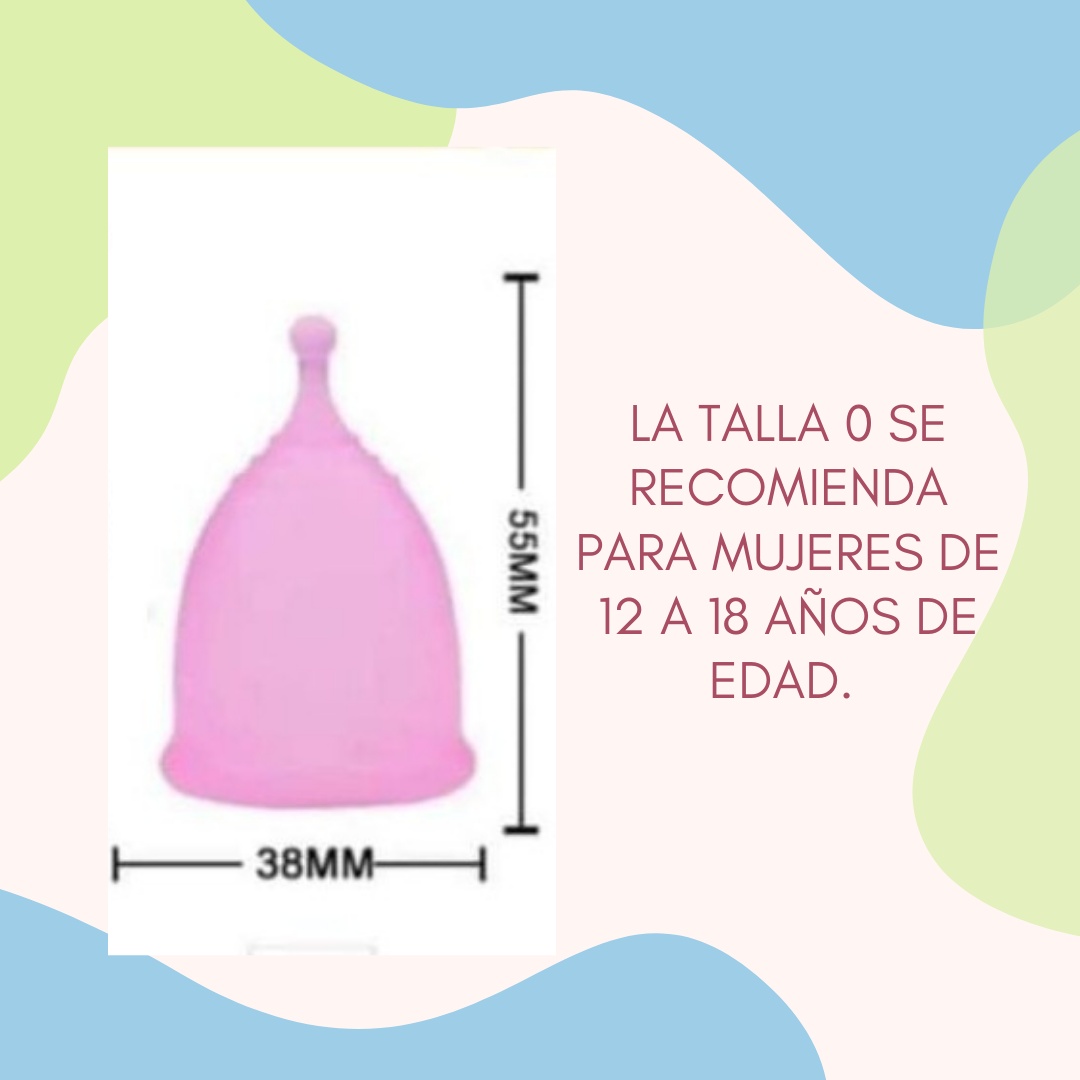 55MM
38MM
LA TALLA 0 SE
RECOMIENDA
PARA MUJERES DE
12 A 18 AÑOS DE
EDAD.